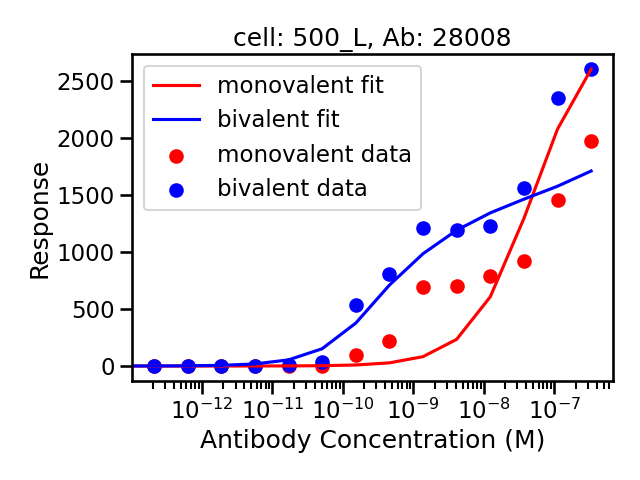 cell: 500_L, Ab: 28008
monovalent fit
bivalent fit
monovalent data
bivalent data
Response
2500
2000
1500
1000
500
0
10⁻¹² 10⁻¹¹ 10⁻¹⁰ 10⁻⁹ 10⁻⁸ 10⁻⁷
Antibody Concentration (M)